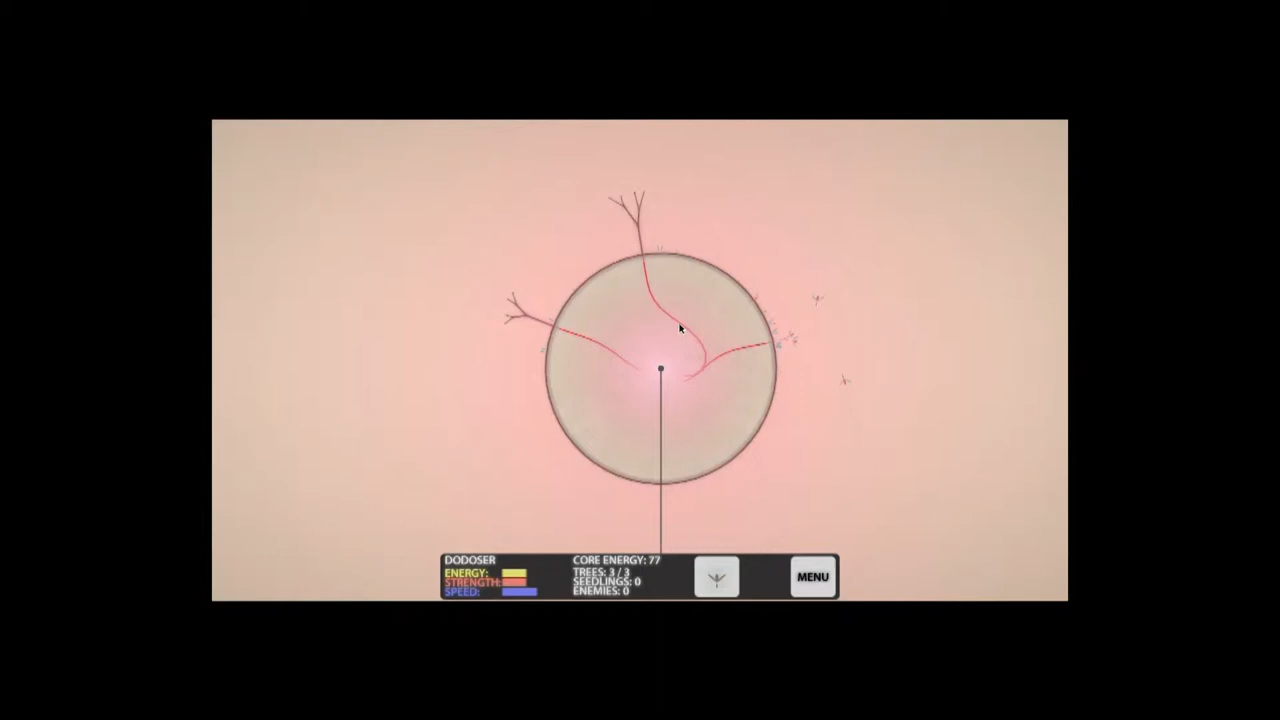 DODOSER
ENERGY:
STRENGTH:
SPEED:
CORE ENERGY: 77
TREES: 3 / 3
SEEDLINGS: 0
ENEMIES: 0
MENU